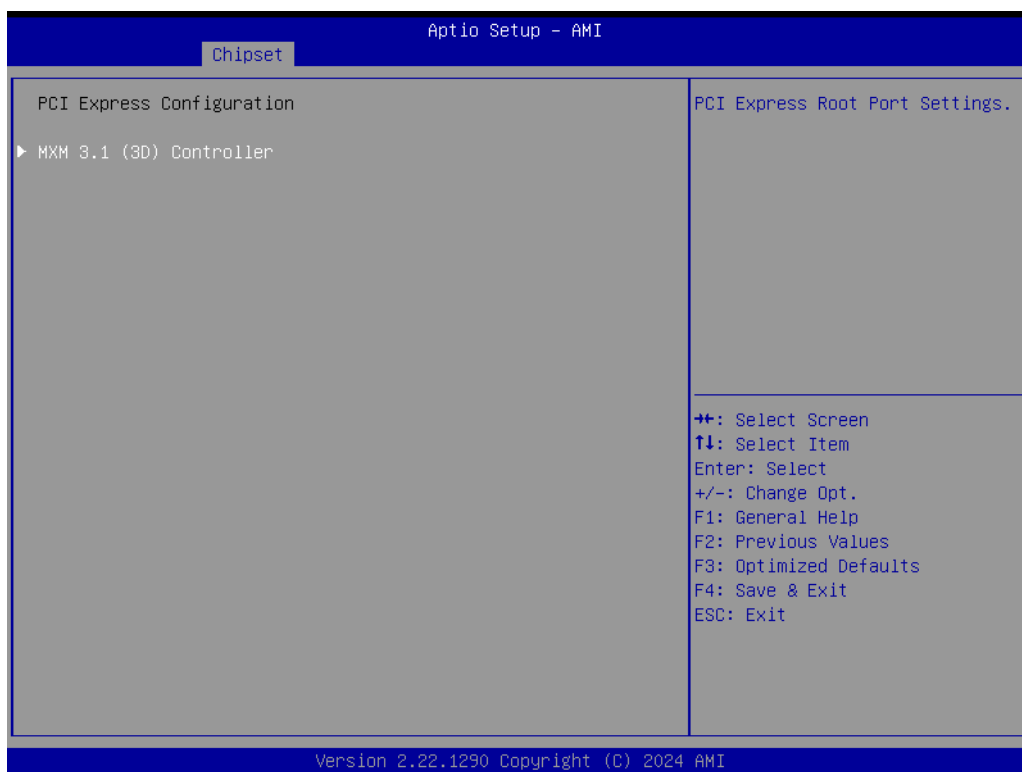 Aptio Setup – AMI
Chipset
PCI Express Configuration
▶ MXM 3.1 (3D) Controller
PCI Express Root Port Settings.
→←: Select Screen
↑↓: Select Item
Enter: Select
+/-: Change Opt.
F1: General Help
F2: Previous Values
F3: Optimized Defaults
F4: Save & Exit
ESC: Exit
Version 2.22.1290 Copyright (C) 2024 AMI